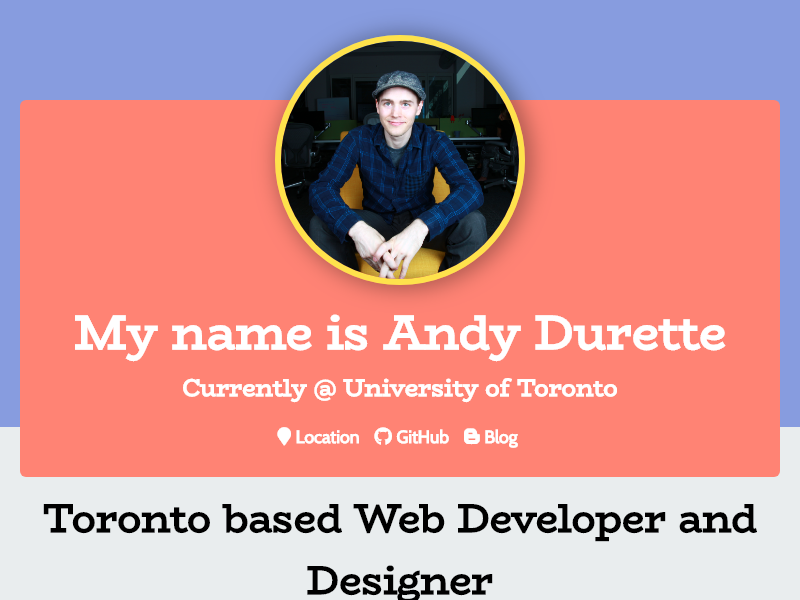 My name is Andy Durette
Currently @ University of Toronto
Location GitHub Blog
Toronto based Web Developer and
Designer